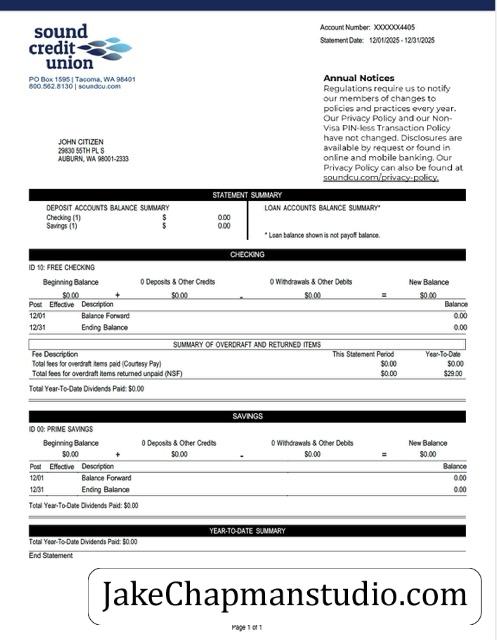 sound
credit
union
PO Box 1595 | Tacoma, WA 98401
800.562.8130 | soundcu.com
Account Number: XXXXXX4405
Statement Date: 12/01/2025 - 12/31/2025
Annual Notices
Regulations require us to notify
our members of changes to
policies and practices every year.
Our Privacy Policy and our Non-
Visa PIN-less Transaction Policy
have not changed. Disclosures are
available by request or found in
online and mobile banking. Our
Privacy Policy can also be found at
soundcu.com/privacy-policy.
JOHN CITIZEN
29830 55TH PL S
AUBURN, WA 98001-2333
STATEMENT SUMMARY
DEPOSIT ACCOUNTS BALANCE SUMMARY
Checking (1) $ 0.00
Savings (1) $ 0.00
LOAN ACCOUNTS BALANCE SUMMARY*
* Loan balance shown is not payoff balance.
CHECKING
ID 10: FREE CHECKING
Beginning Balance 0 Deposits & Other Credits 0 Withdrawals & Other Debits New Balance
$0.00 + $0.00 - $0.00 = $0.00
Post Effective Description Balance
12/01 Balance Forward 0.00
12/31 Ending Balance 0.00
SUMMARY OF OVERDRAFT AND RETURNED ITEMS
Fee Description This Statement Period Year-To-Date
Total fees for overdraft items paid (Courtesy Pay) $0.00 $0.00
Total fees for overdraft items returned unpaid (NSF) $0.00 $29.00
Total Year-To-Date Dividends Paid: $0.00
SAVINGS
ID 00: PRIME SAVINGS
Beginning Balance 0 Deposits & Other Credits 0 Withdrawals & Other Debits New Balance
$0.00 + $0.00 - $0.00 = $0.00
Post Effective Description Balance
12/01 Balance Forward 0.00
12/31 Ending Balance 0.00
Total Year-To-Date Dividends Paid: $0.00
YEAR-TO-DATE SUMMARY
Total Year-To-Date Dividends Paid: $0.00
End Statement
JakeChapmanstudio.com
Page 1 of 1